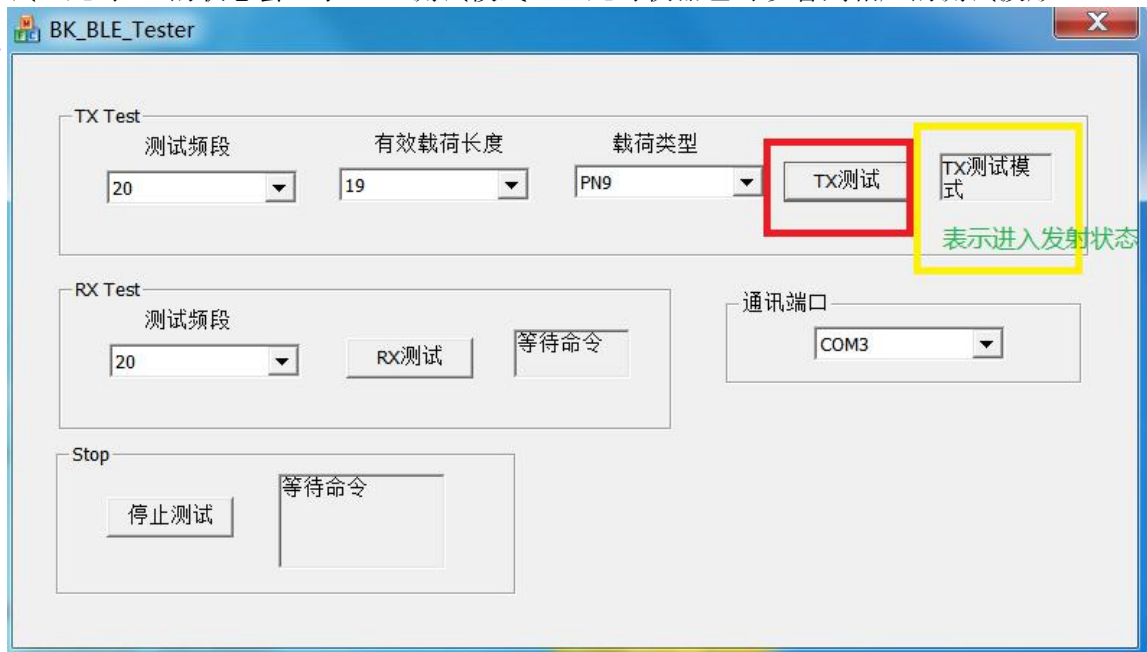 BK_BLE_Tester
X
TX Test
测试频段
有效载荷长度
载荷类型
20
19
PN9
TX测试
TX测试模
式
表示进入发射状态
RX Test
测试频段
20
RX测试
等待命令
通讯端口
COM3
Stop
停止测试
等待命令